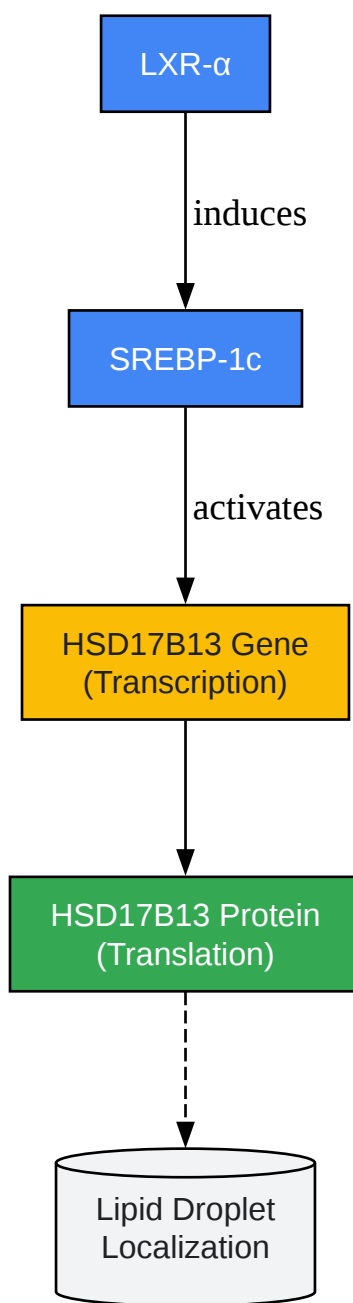 LXR-α
induces
SREBP-1c
activates
HSD17B13 Gene
(Transcription)
HSD17B13 Protein
(Translation)
Lipid Droplet
Localization